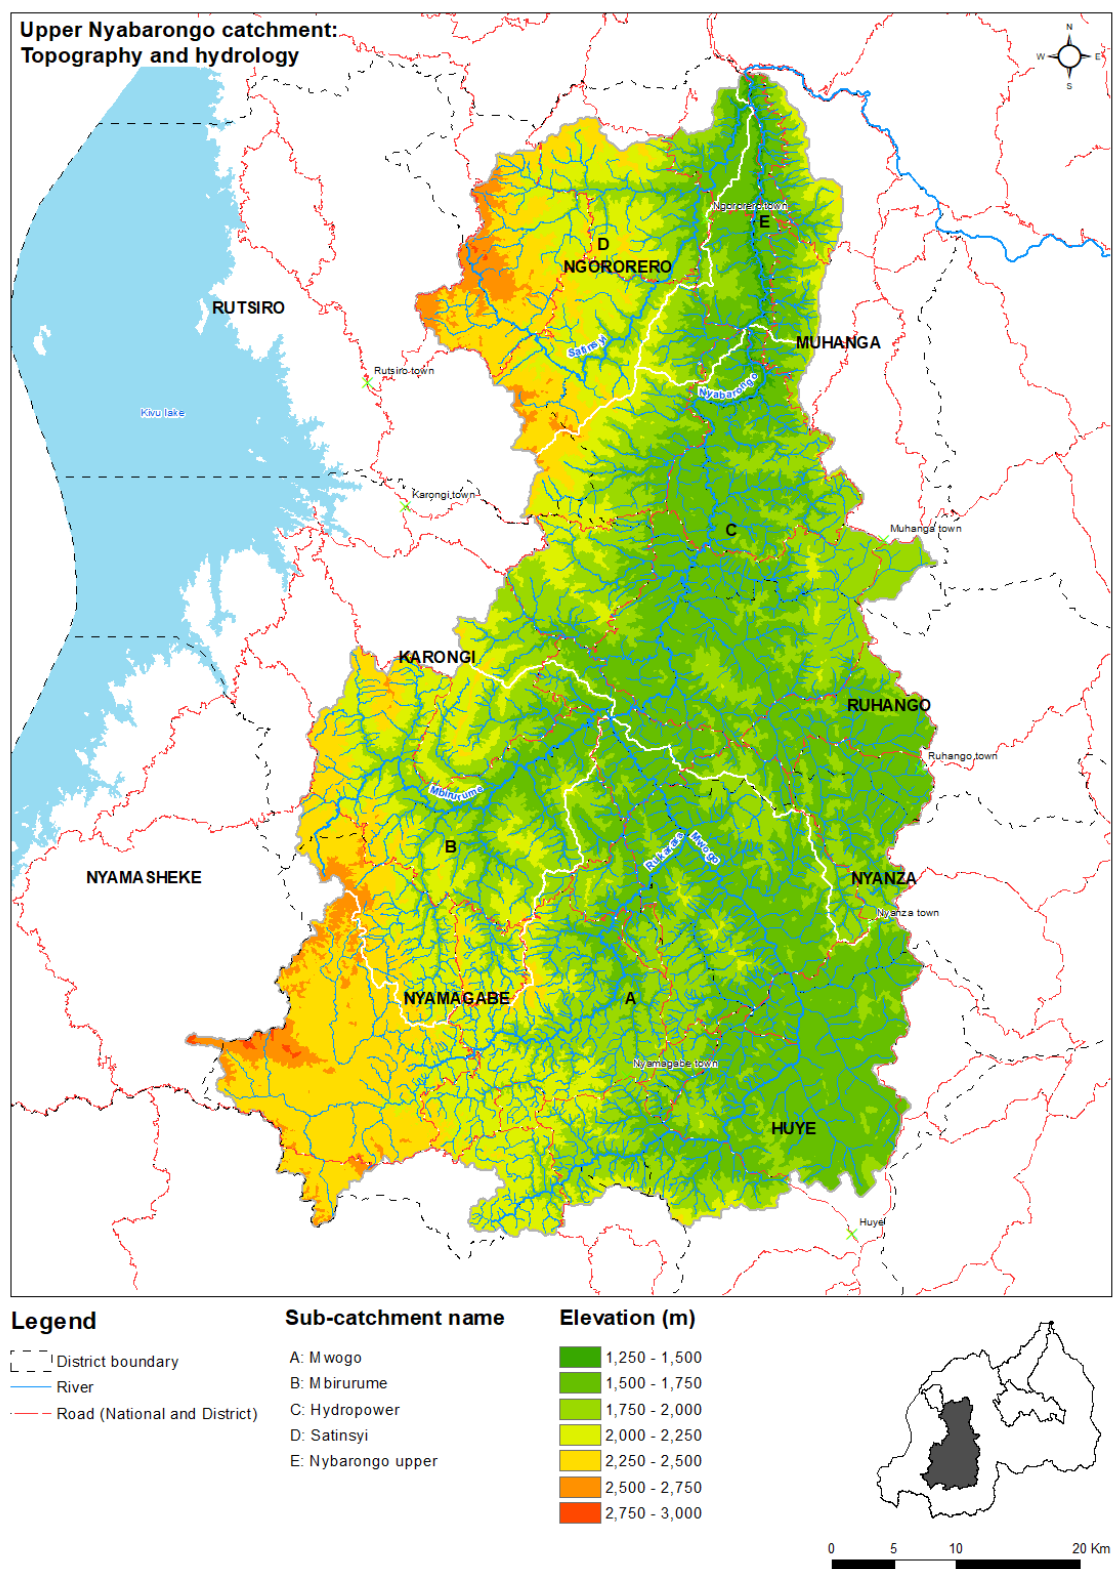 Upper Nyabarongo catchment:
Topography and hydrology
N
W
E
S
Ngororero town
E
D
NGORORERO
RUTSIRO
MUHANGA
Satinsyi
Rutsiro town
Nyabarongo
Kivu lake
Karongi town
Muhanga town
C
KARONGI
RUHANGO
Ruhango town
Mbirurume
Rukarara
Mwogo
B
NYAMASHEKE
NYANZA
Nyanza town
NYAMAGABE
A
Nyamagabe town
HUYE
Huye
Legend
District boundary
River
Road (National and District)
Sub-catchment name
A: Mwogo
B: Mbirurume
C: Hydropower
D: Satinsyi
E: Nybarongo upper
Elevation (m)
1,250 - 1,500
1,500 - 1,750
1,750 - 2,000
2,000 - 2,250
2,250 - 2,500
2,500 - 2,750
2,750 - 3,000
0 5 10 20 Km